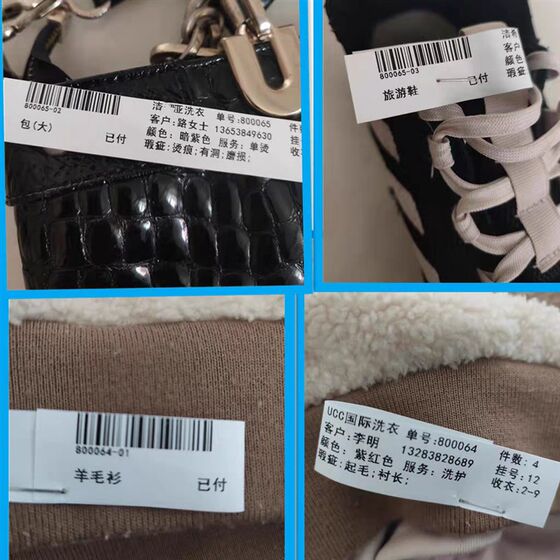 800065-02
包(大)
已付
洁 亚洗衣 单号:800065
客户:路女士 13653849630 件数
颜色: 暗紫色 服务: 单烫 挂号
瑕疵:烫痕;有洞;磨损; 收衣
800065-03
旅游鞋
已付
洁希
客户
颜色
瑕疵:
800064-01
羊毛衫
已付
UCC国际洗衣 单号:800064
客户:李明 13283828689 件数: 4
颜色: 紫红色 服务: 洗护 挂号:12
瑕疵:起毛;衬长; 收衣:2-9